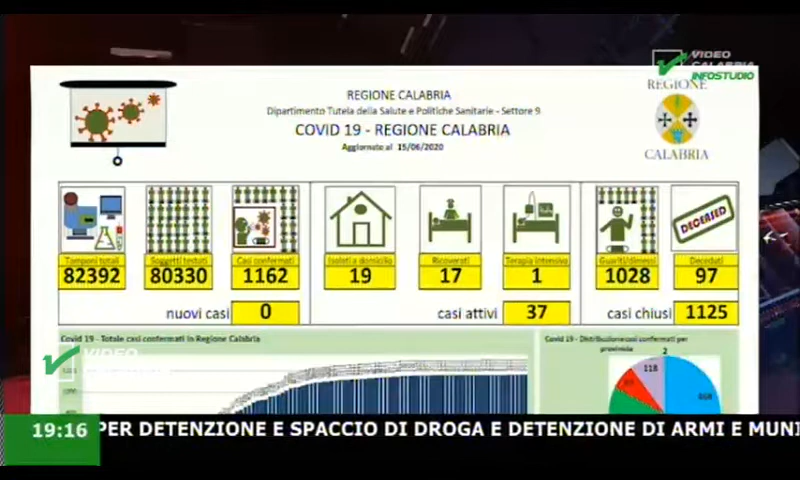 VIDEO
CALABRIA
INFOSTUDIO
REGIONE
CALABRIA
REGIONE CALABRIA
Dipartimento Tutela della Salute e Politiche Sanitarie - Settore 9
COVID 19 - REGIONE CALABRIA
Aggiornato al 15/06/2020
DECEASED
Tamponi totali
Soggetti testati
Casi confermati
Isolati a domicilio
Ricoverati
Terapia intensiva
Guariti/dimessi
Deceduti
82392
80330
1162
19
17
1
1028
97
nuovi casi 0
casi attivi 37
casi chiusi 1125
Covid 19 - Totale casi confermati in Regione Calabria
Covid 19 - Distribuzione casi confermati per
provincia
2
118
VIDEO
19:16
PER DETENZIONE E SPACCIO DI DROGA E DETENZIONE DI ARMI E MUNI